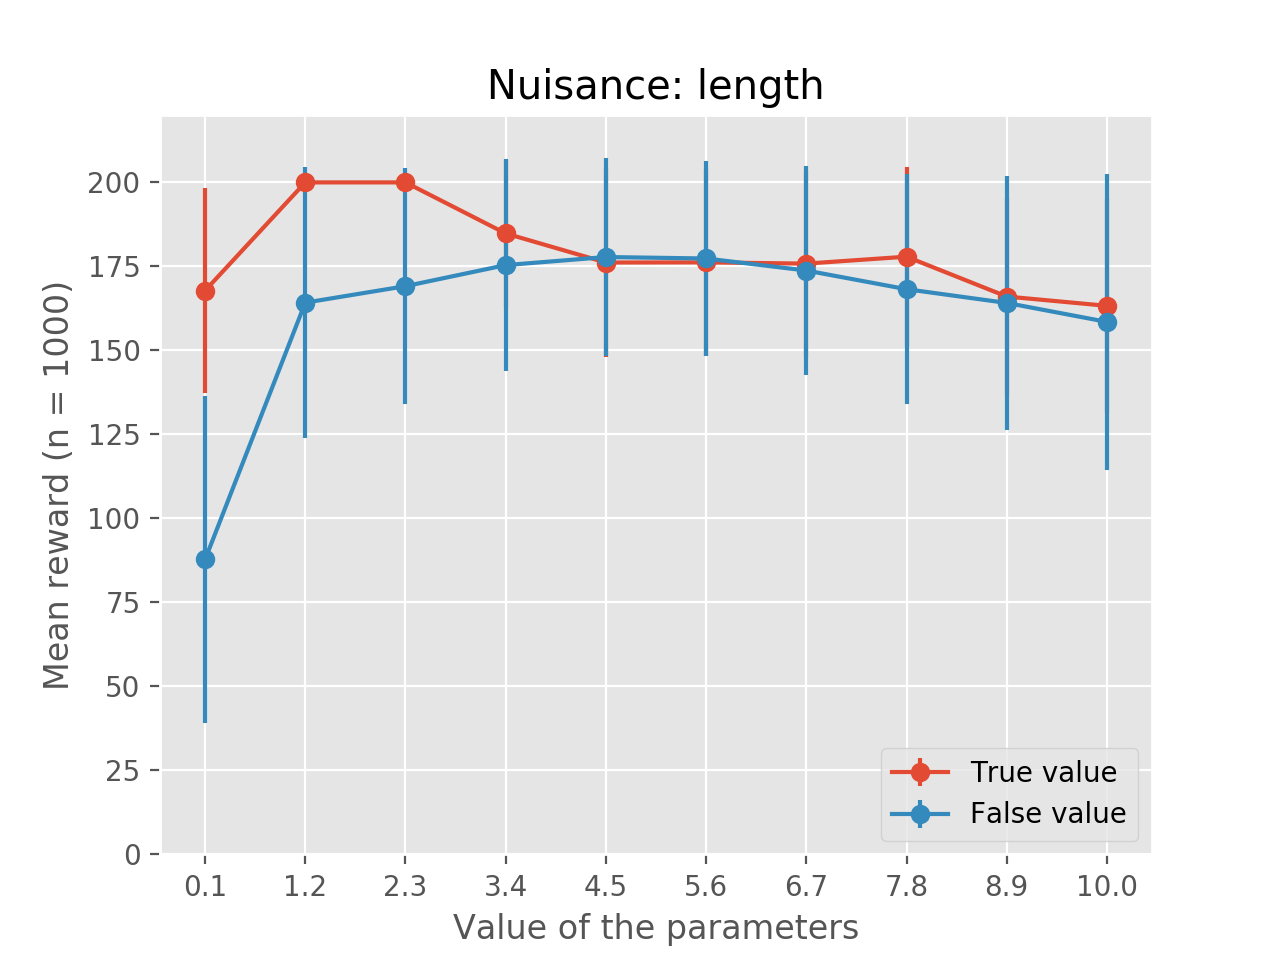 Nuisance: length
Mean reward (n = 1000)
200
175
150
125
100
75
50
25
0
True value
False value
0.1 1.2 2.3 3.4 4.5 5.6 6.7 7.8 8.9 10.0
Value of the parameters